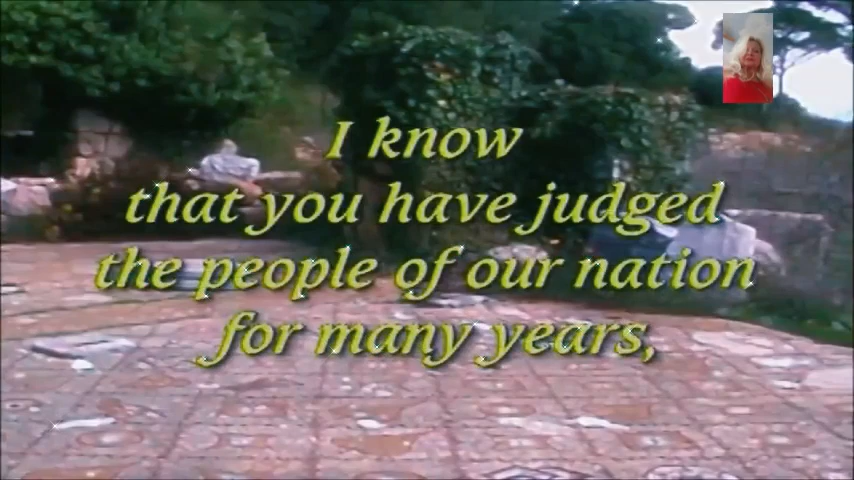 I know
that you have judged
the people of our nation
for many years,